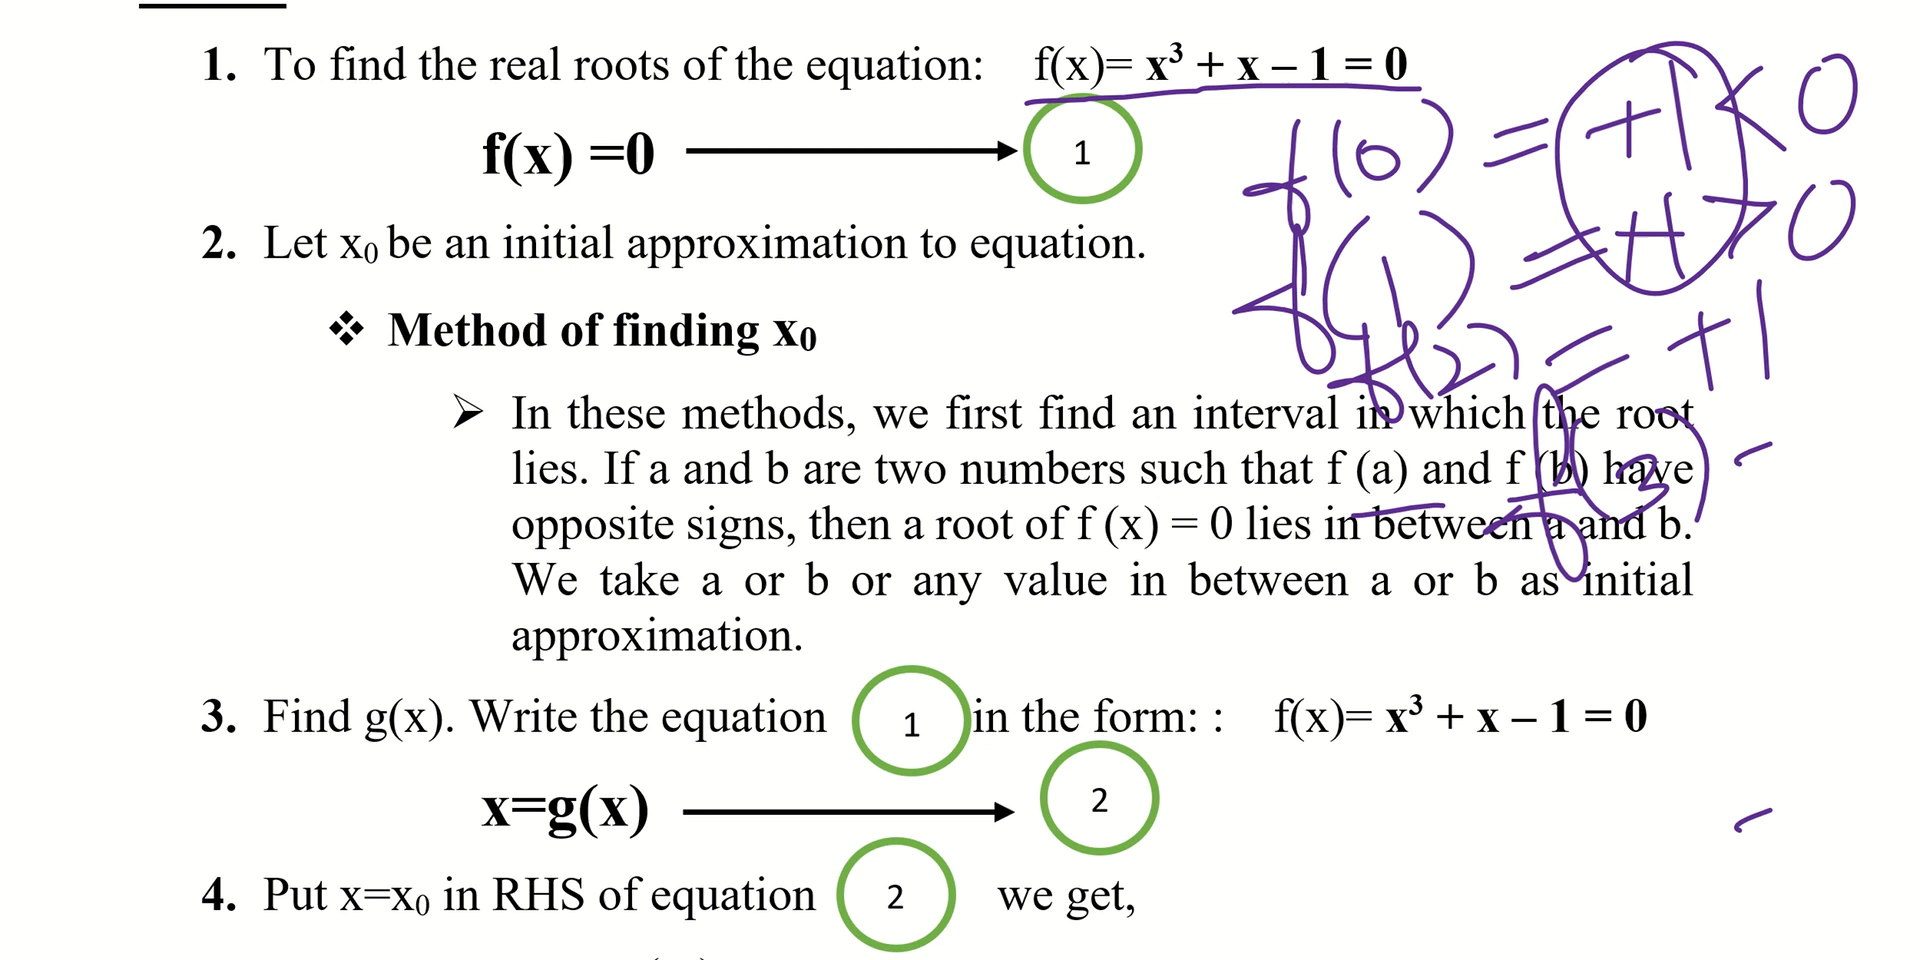 1. To find the real roots of the equation: f(x)= x³ + x – 1 = 0
f(x) =0 1
f(0) = +1 < 0
2. Let x₀ be an initial approximation to equation.
f(1) = +1 > 0
❖ Method of finding x₀
f(2) = +1
➢ In these methods, we first find an interval in which the root
lies. If a and b are two numbers such that f (a) and f (b) have
f(3) -
opposite signs, then a root of f (x) = 0 lies in between a and b.
We take a or b or any value in between a or b as initial
approximation.
3. Find g(x). Write the equation 1 in the form: : f(x)= x³ + x – 1 = 0
x=g(x) 2
4. Put x=x₀ in RHS of equation 2 we get,